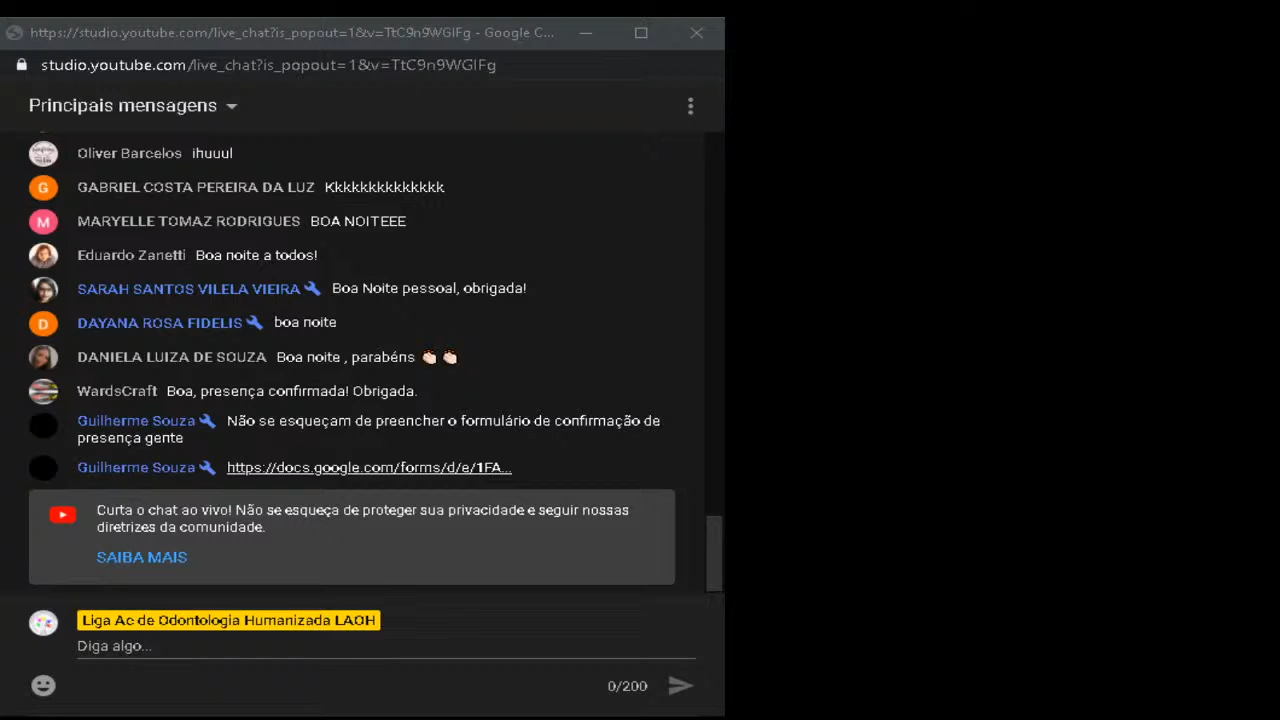 https://studio.youtube.com/live_chat?is_popout=1&v=TtC9n9WGlFg - Google C...
studio.youtube.com/live_chat?is_popout=1&v=TtC9n9WGlFg
Principais mensagens
Oliver Barcelos ihuuul
G GABRIEL COSTA PEREIRA DA LUZ Kkkkkkkkkkkkk
M MARYELLE TOMAZ RODRIGUES BOA NOITEEE
Eduardo Zanetti Boa noite a todos!
SARAH SANTOS VILELA VIEIRA Boa Noite pessoal, obrigada!
D DAYANA ROSA FIDELIS boa noite
DANIELA LUIZA DE SOUZA Boa noite , parabéns 👏🏻 👏🏻
WardsCraft Boa, presença confirmada! Obrigada.
Guilherme Souza Não se esqueçam de preencher o formulário de confirmação de
presença gente
Guilherme Souza https://docs.google.com/forms/d/e/1FA...
Curta o chat ao vivo! Não se esqueça de proteger sua privacidade e seguir nossas
diretrizes da comunidade.
SAIBA MAIS
Liga Ac de Odontologia Humanizada LAOH
Diga algo...
0/200